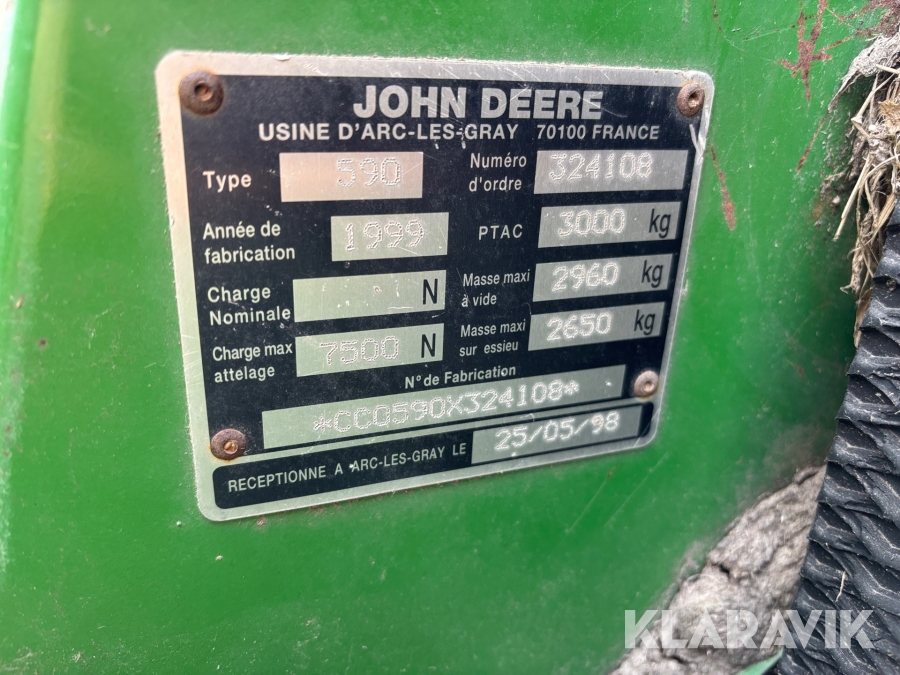 JOHN DEERE
USINE D'ARC-LES-GRAY 70100 FRANCE
Type 590
Numéro d'ordre 324108
Année de fabrication 1999
PTAC 3000 kg
Charge Nominale N
Masse maxi à vide 2960 kg
Charge max attelage 7500 N
Masse maxi sur essieu 2650 kg
N° de Fabrication
*CC0590X324108*
RECEPTIONNE A ARC-LES-GRAY LE 25/05/98
KLARAVIK